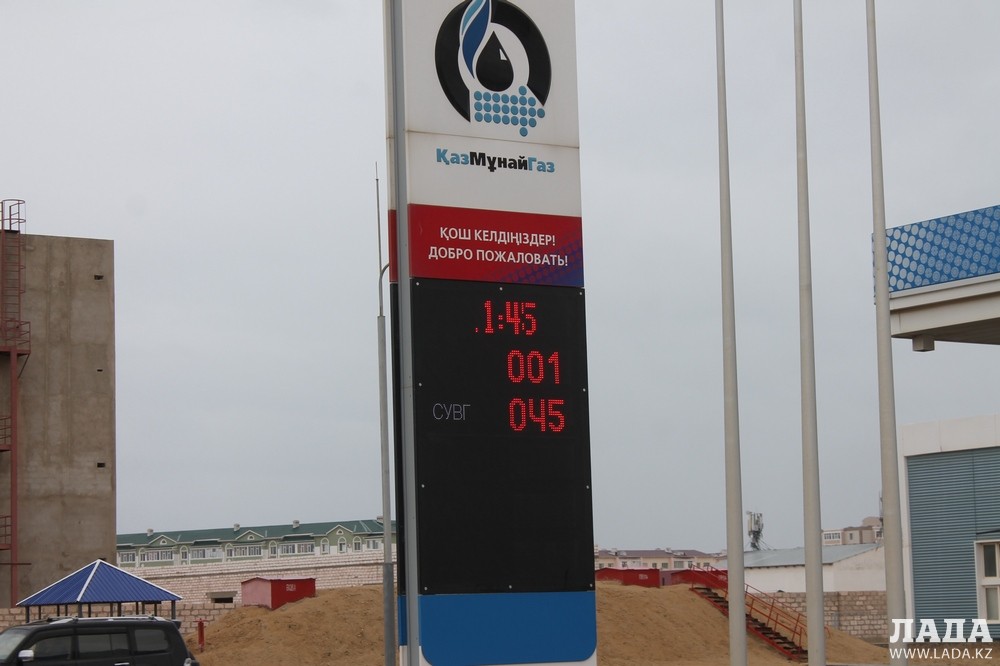 ҚазМұнайГаз
ҚОШ КЕЛДІҢІЗДЕР!
ДОБРО ПОЖАЛОВАТЬ!
.1:45
001
СУВГ 045
ЛАДА
WWW.LADA.KZ